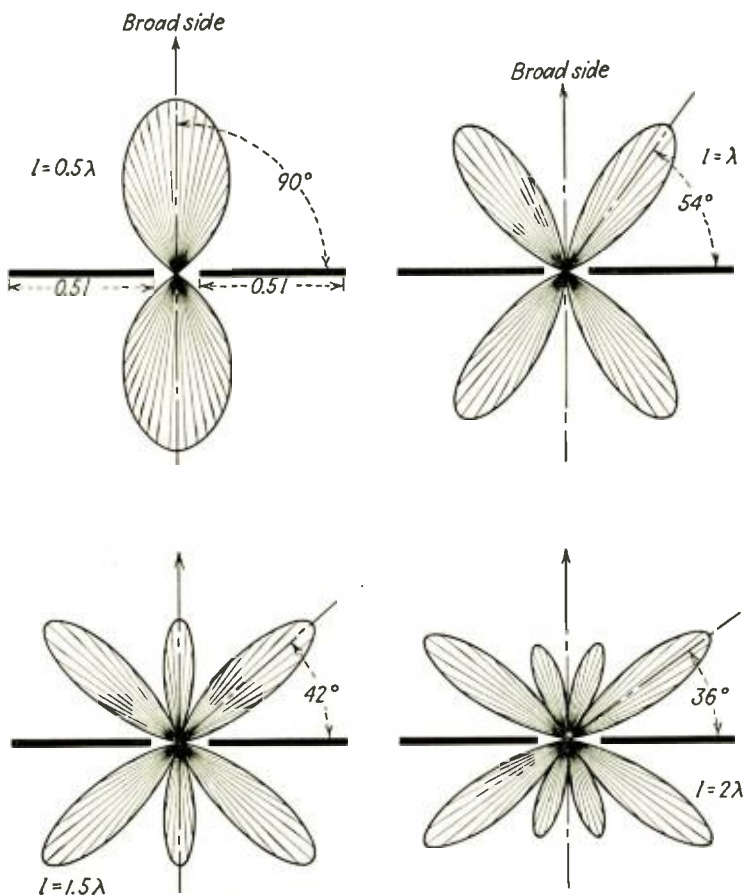 Broad side
Broad side
l=0.5λ
90°
l=λ
54°
0.5l
0.5l
42°
36°
l=2λ
l=1.5λ